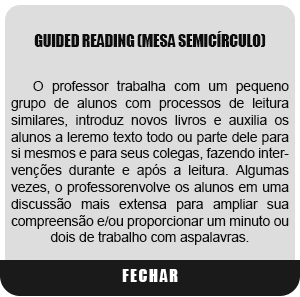 GUIDED READING (MESA SEMICÍRCULO)
O professor trabalha com um pequeno
grupo de alunos com processos de leitura
similares, introduz novos livros e auxilia os
alunos a leremo texto todo ou parte dele para
si mesmos e para seus colegas, fazendo inter-
venções durante e após a leitura. Algumas
vezes, o professorenvolve os alunos em uma
discussão mais extensa para ampliar sua
compreensão e/ou proporcionar um minuto ou
dois de trabalho com aspalavras.
FECHAR